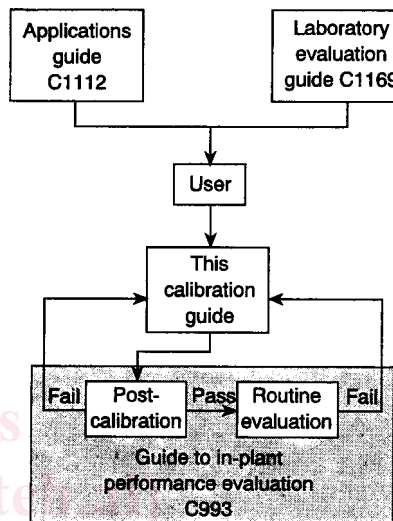 Applications
guide
C1112
Laboratory
evaluation
guide C1169
User
This
calibration
guide
Fail
Post-
calibration
Pass
Routine
evaluation
Fail
Guide to in-plant
performance evaluation
C993